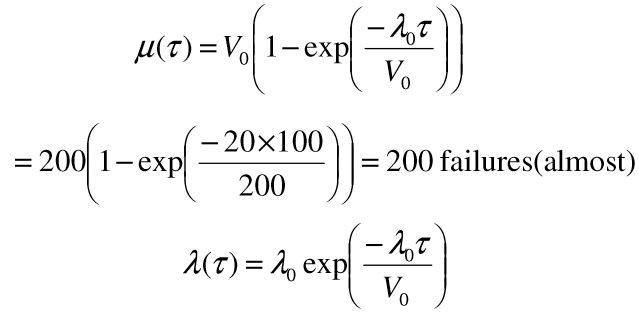 μ(τ) = V₀(1−exp(−λ₀τ / V₀))
= 200(1−exp(−20×100 / 200)) = 200 failures(almost)
λ(τ) = λ₀ exp(−λ₀τ / V₀)